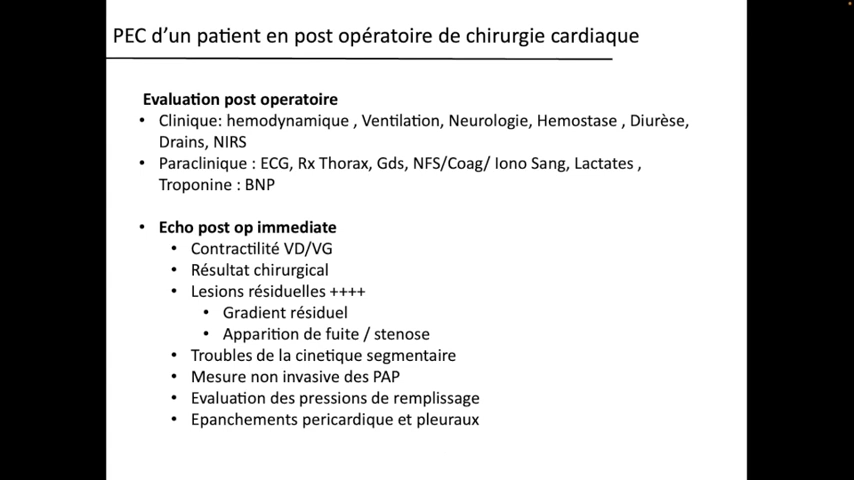 PEC d'un patient en post opératoire de chirurgie cardiaque
Evaluation post operatoire
• Clinique: hemodynamique , Ventilation, Neurologie, Hemostase , Diurèse,
Drains, NIRS
• Paraclinique : ECG, Rx Thorax, Gds, NFS/Coag/ Iono Sang, Lactates ,
Troponine : BNP
• Echo post op immediate
• Contractilité VD/VG
• Résultat chirurgical
• Lesions résiduelles ++++
• Gradient résiduel
• Apparition de fuite / stenose
• Troubles de la cinetique segmentaire
• Mesure non invasive des PAP
• Evaluation des pressions de remplissage
• Epanchements pericardique et pleuraux